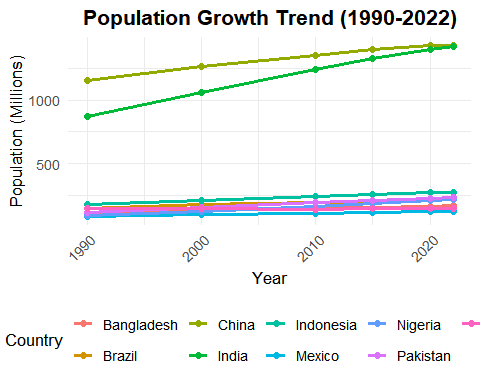 Population Growth Trend (1990-2022)
Population (Millions)
1000
500
1990
2000
2010
2020
Year
Country
Bangladesh
China
Indonesia
Nigeria
Brazil
India
Mexico
Pakistan